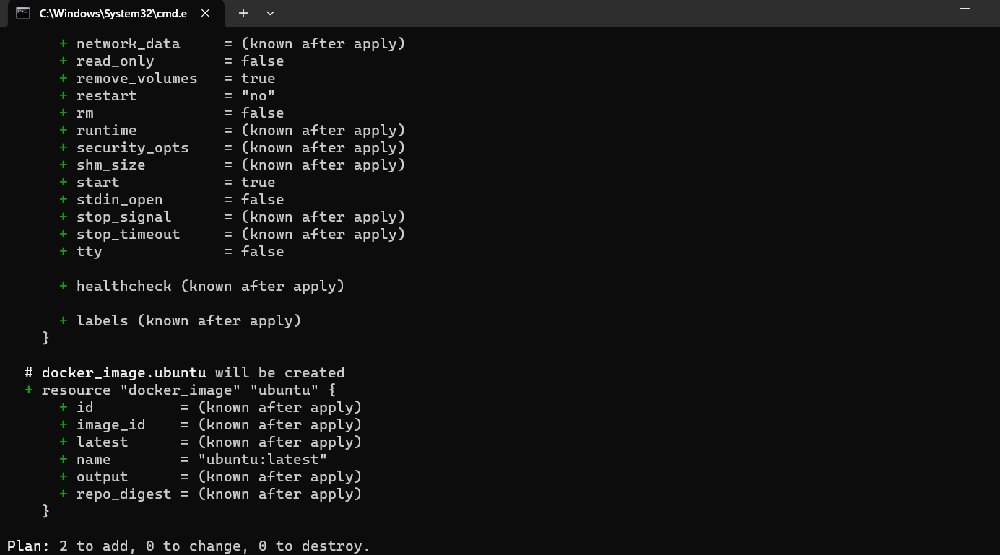 C:\Windows\System32\cmd.e
+ network_data     = (known after apply)
+ read_only        = false
+ remove_volumes   = true
+ restart          = "no"
+ rm               = false
+ runtime          = (known after apply)
+ security_opts    = (known after apply)
+ shm_size         = (known after apply)
+ start            = true
+ stdin_open       = false
+ stop_signal      = (known after apply)
+ stop_timeout     = (known after apply)
+ tty              = false
+ healthcheck (known after apply)
+ labels (known after apply)
}
# docker_image.ubuntu will be created
+ resource "docker_image" "ubuntu" {
+ id          = (known after apply)
+ image_id    = (known after apply)
+ latest      = (known after apply)
+ name        = "ubuntu:latest"
+ output      = (known after apply)
+ repo_digest = (known after apply)
}
Plan: 2 to add, 0 to change, 0 to destroy.